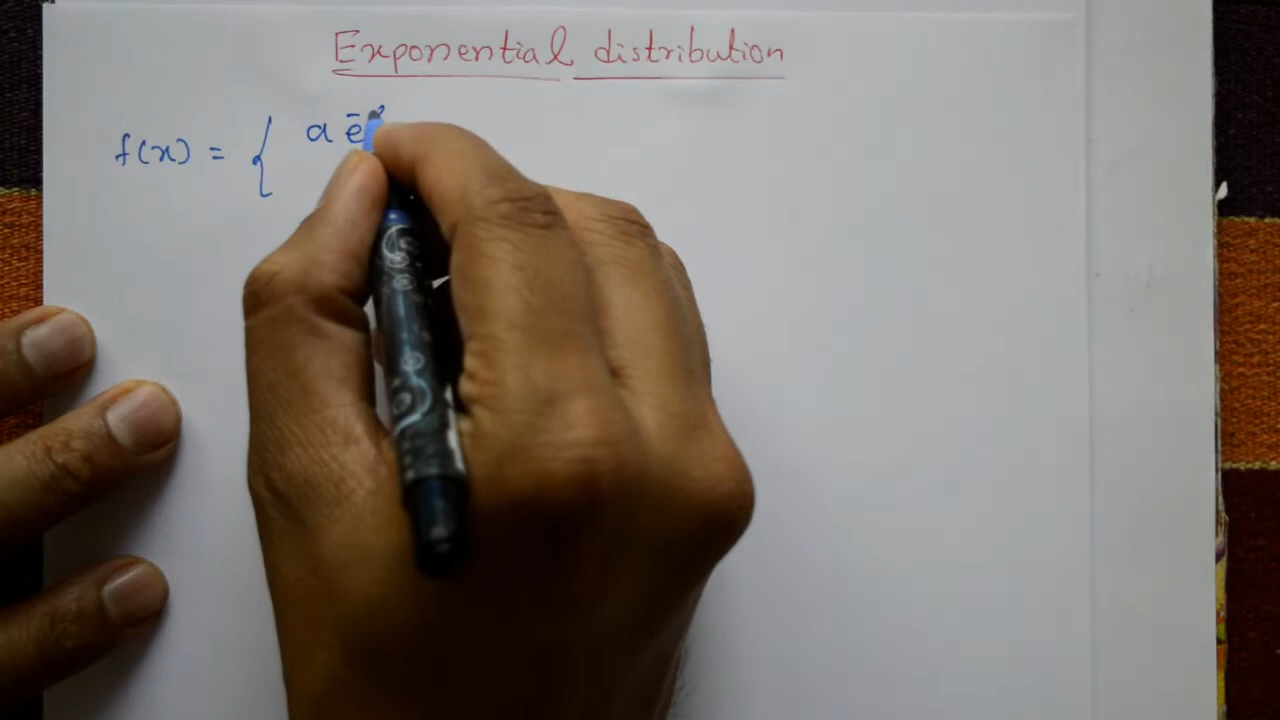 Exponential distribution
f(x) = { a e⁻